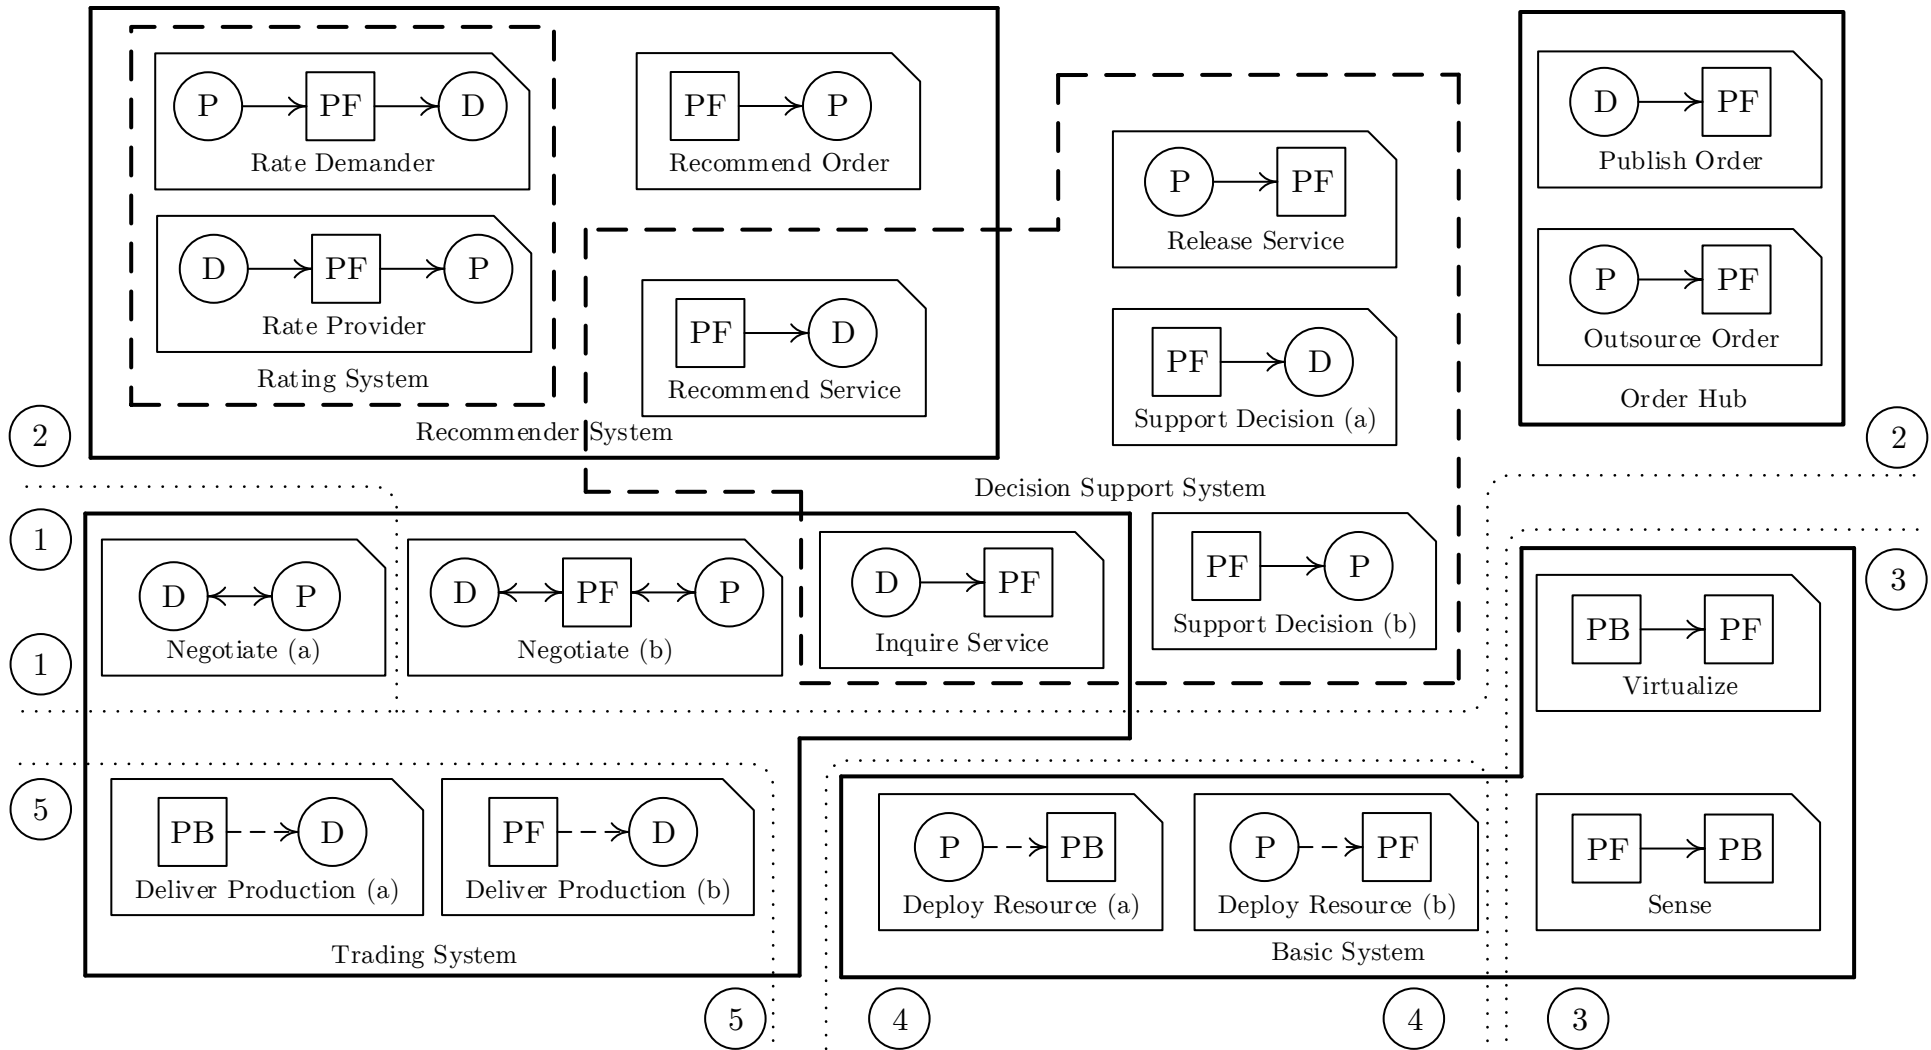 P PF D
Rate Demander
D PF P
Rate Provider
Rating System
PF P
Recommend Order
PF D
Recommend Service
Recommender System
P PF
Release Service
PF D
Support Decision (a)
Decision Support System
PF P
Support Decision (b)
D PF
Publish Order
P PF
Outsource Order
Order Hub
2
2
1
D P
Negotiate (a)
D PF P
Negotiate (b)
D PF
Inquire Service
1
3
PB PF
Virtualize
5
PB D
Deliver Production (a)
PF D
Deliver Production (b)
Trading System
P PB
Deploy Resource (a)
P PF
Deploy Resource (b)
Basic System
PF PB
Sense
5
4
4
3